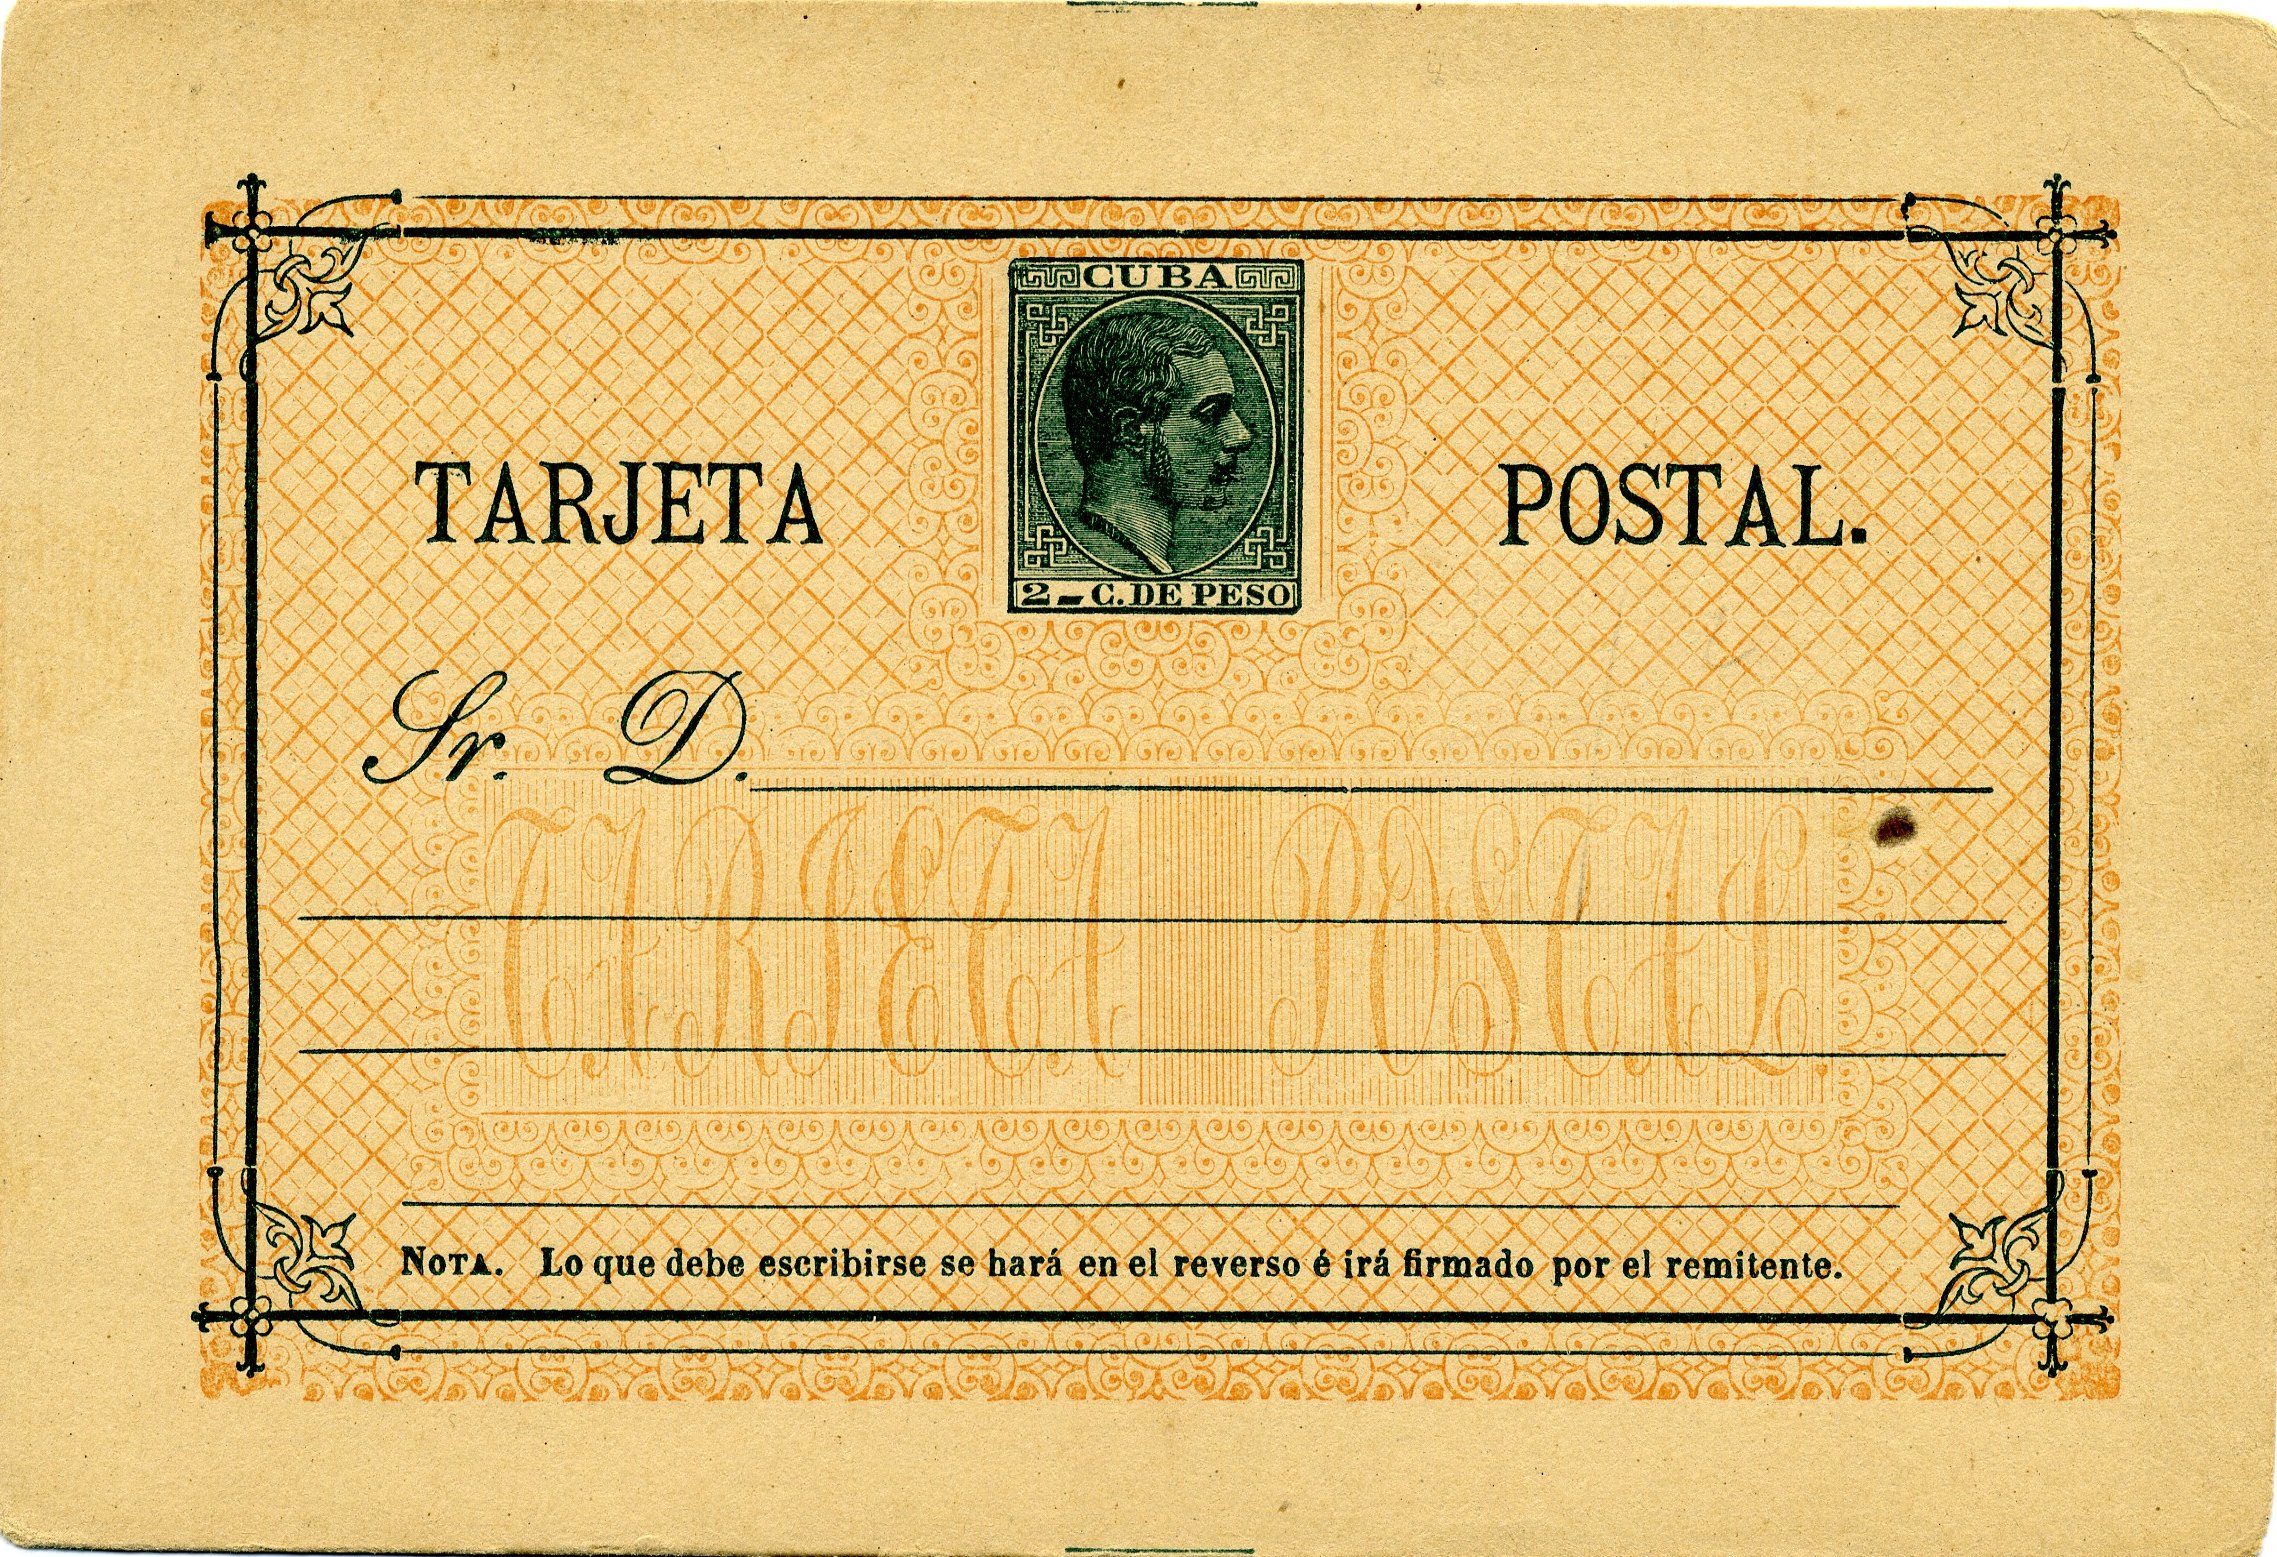 CUBA
TARJETA POSTAL.
2 - C. DE PESO
Sr. D.
TARJETA POSTAL.
NOTA. Lo que debe escribirse se hará en el reverso é irá firmado por el remitente.